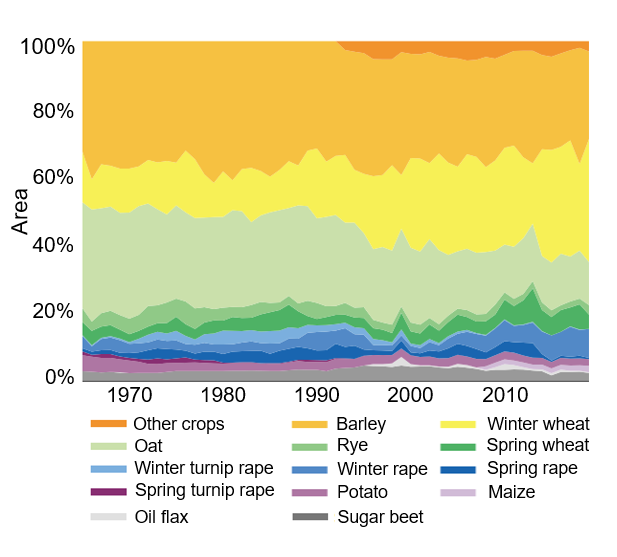 100%
80%
60%
40%
20%
0%
Area
1970 1980 1990 2000 2010
Other crops Barley Winter wheat
Oat Rye Spring wheat
Winter turnip rape Winter rape Spring rape
Spring turnip rape Potato Maize
Oil flax Sugar beet